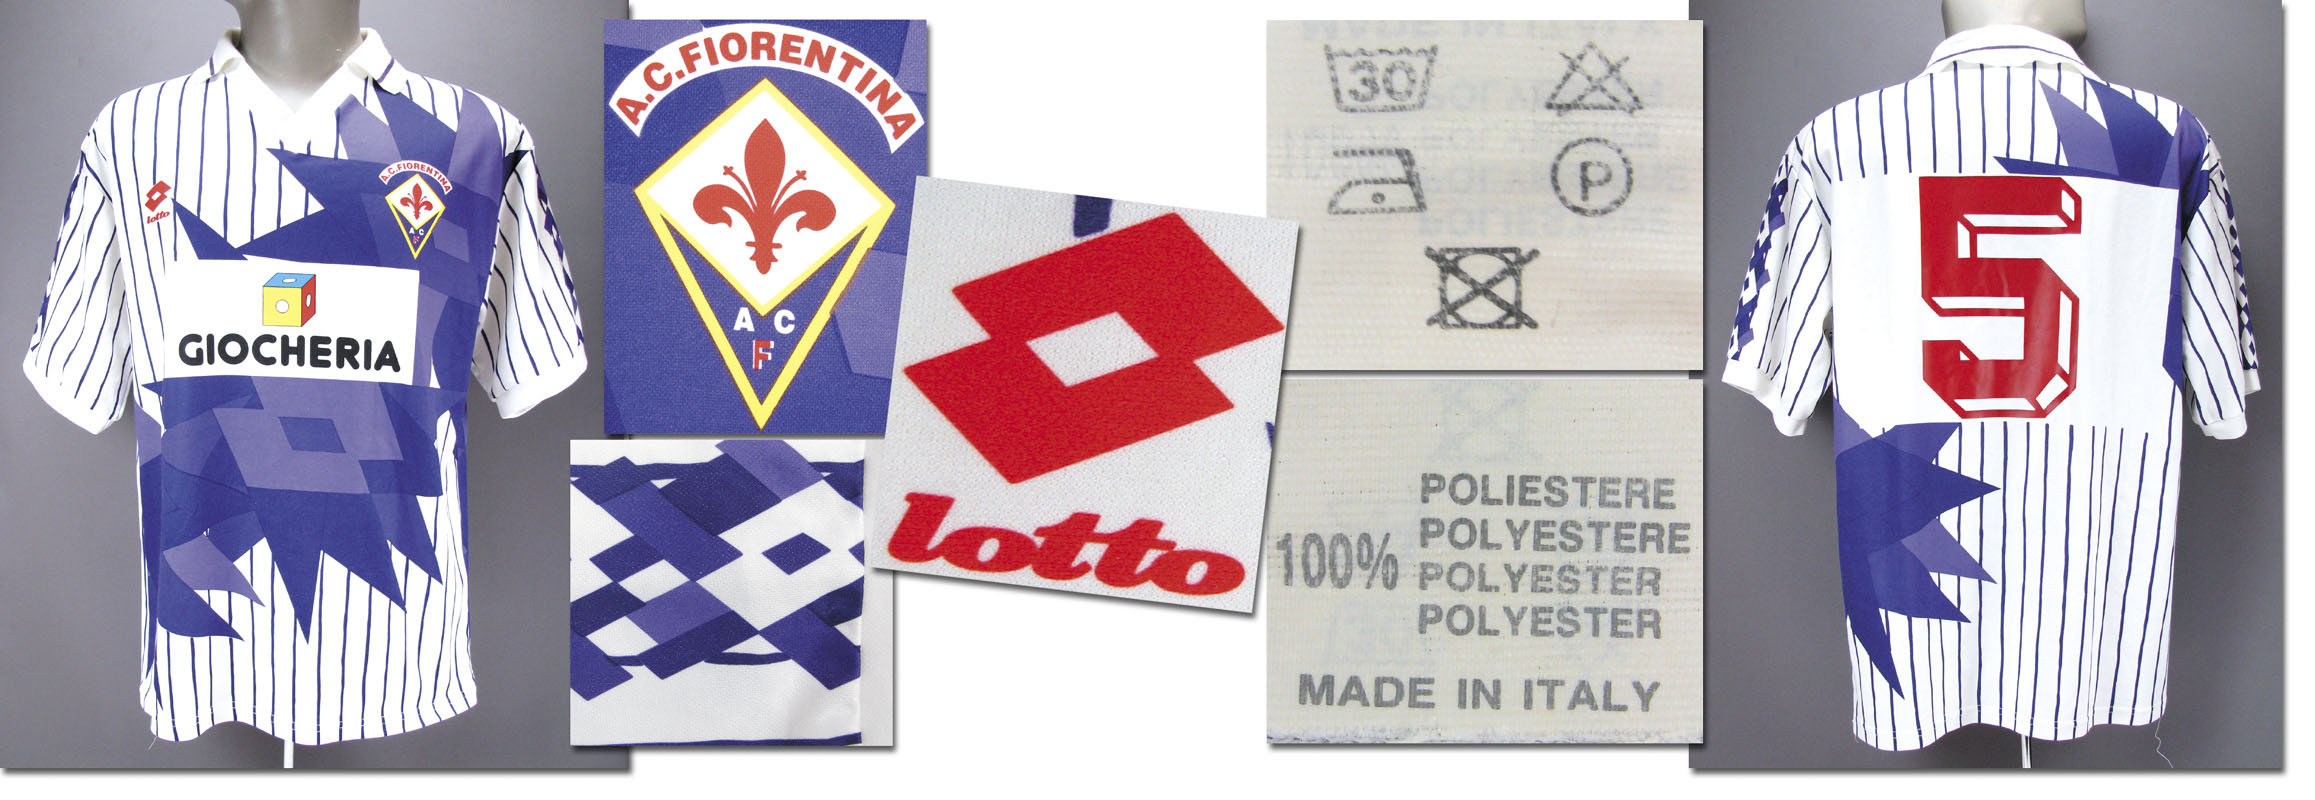 lotto
A.C.FIORENTINA
A C
F
GIOCHERIA
A.C.FIORENTINA
A C
F
lotto
30
P
100%
POLIESTERE
POLYESTERE
POLYESTER
POLYESTER
MADE IN ITALY
5